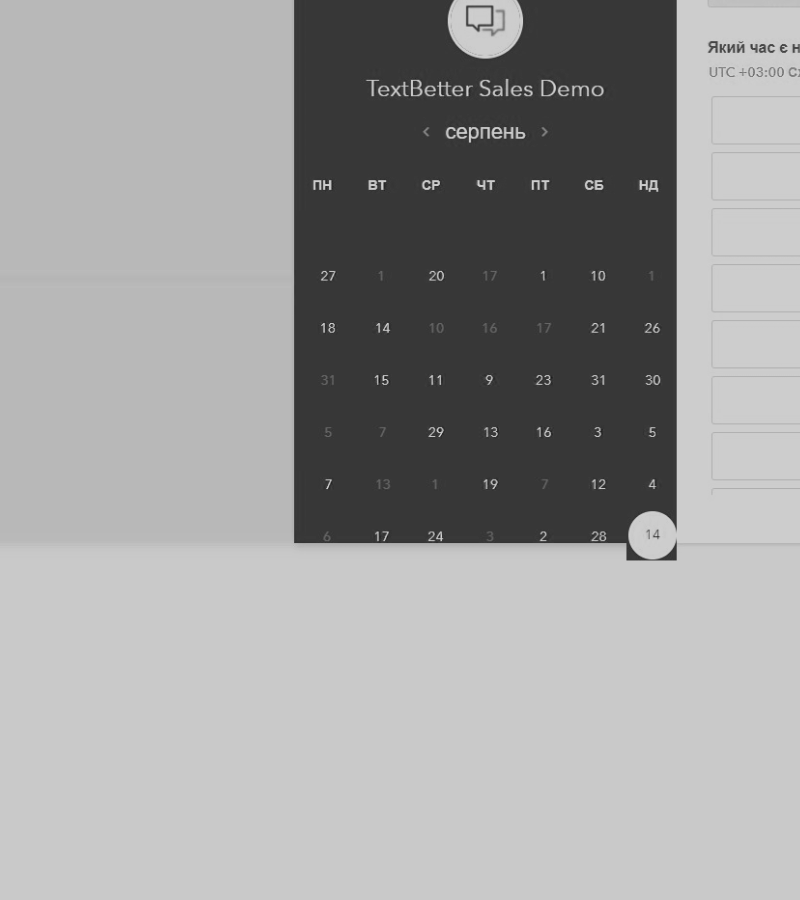 TextBetter Sales Demo
серпень
ПН ВТ СР ЧТ ПТ СБ НД
27 1 20 17 1 10 1
18 14 10 16 17 21 26
31 15 11 9 23 31 30
5 7 29 13 16 3 5
7 13 1 19 7 12 4
6 17 24 3 2 28 14
Який час є
UTC +03:00